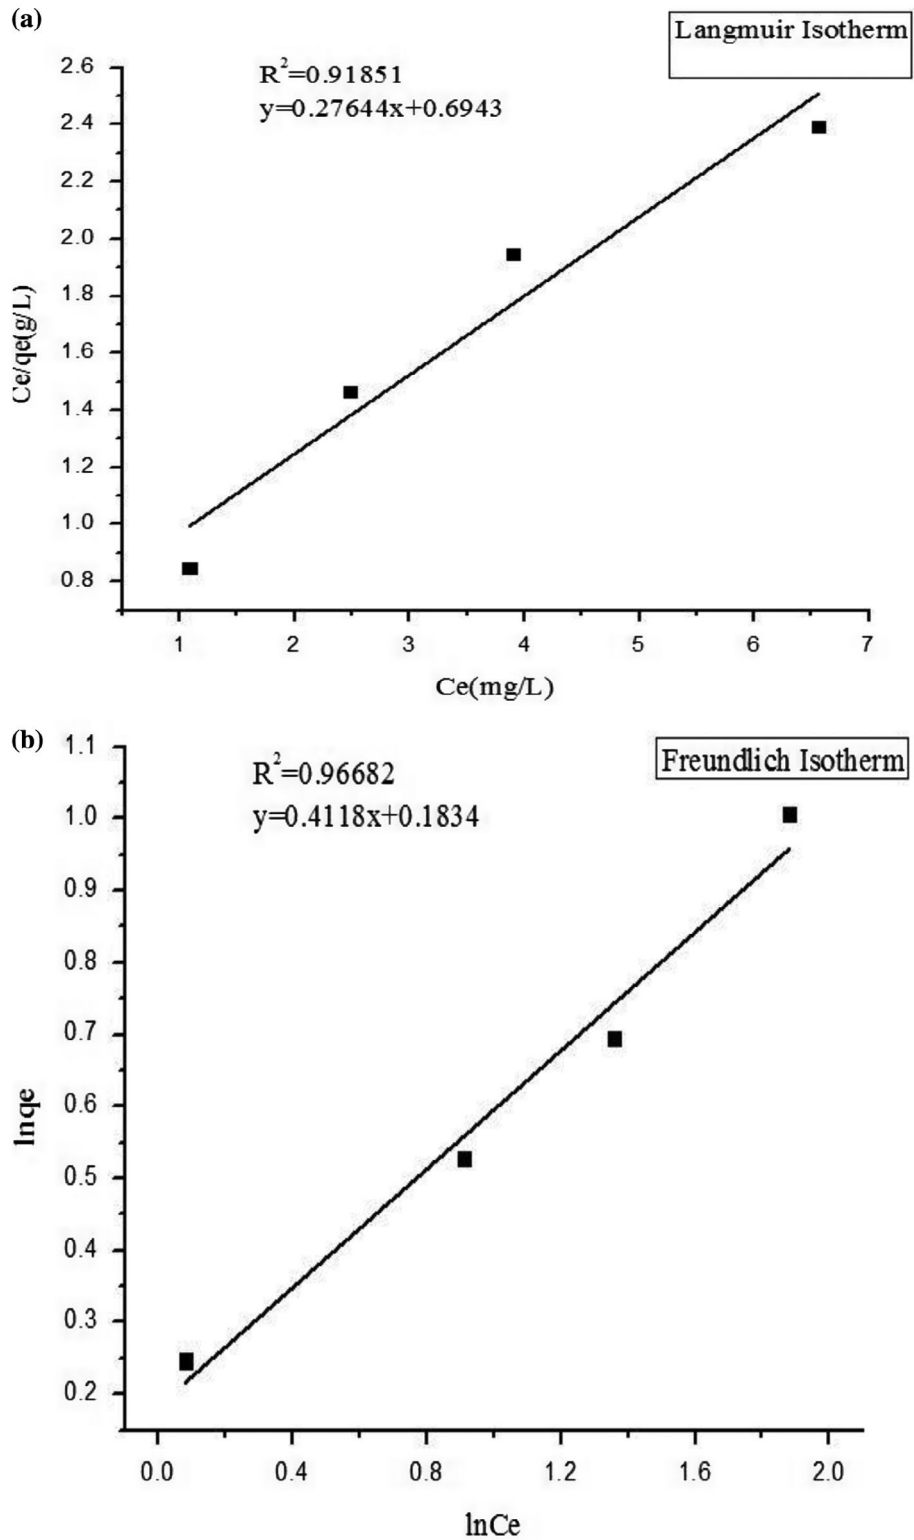 (a)
Langmuir Isotherm
R²=0.91851
y=0.27644x+0.6943
2.6
2.4
2.2
2.0
1.8
1.6
1.4
1.2
1.0
0.8
Ce/qe(g/L)
1 2 3 4 5 6 7
Ce(mg/L)
(b)
Freundlich Isotherm
R²=0.96682
y=0.4118x+0.1834
1.1
1.0
0.9
0.8
0.7
0.6
0.5
0.4
0.3
0.2
lnqe
0.0 0.4 0.8 1.2 1.6 2.0
lnCe